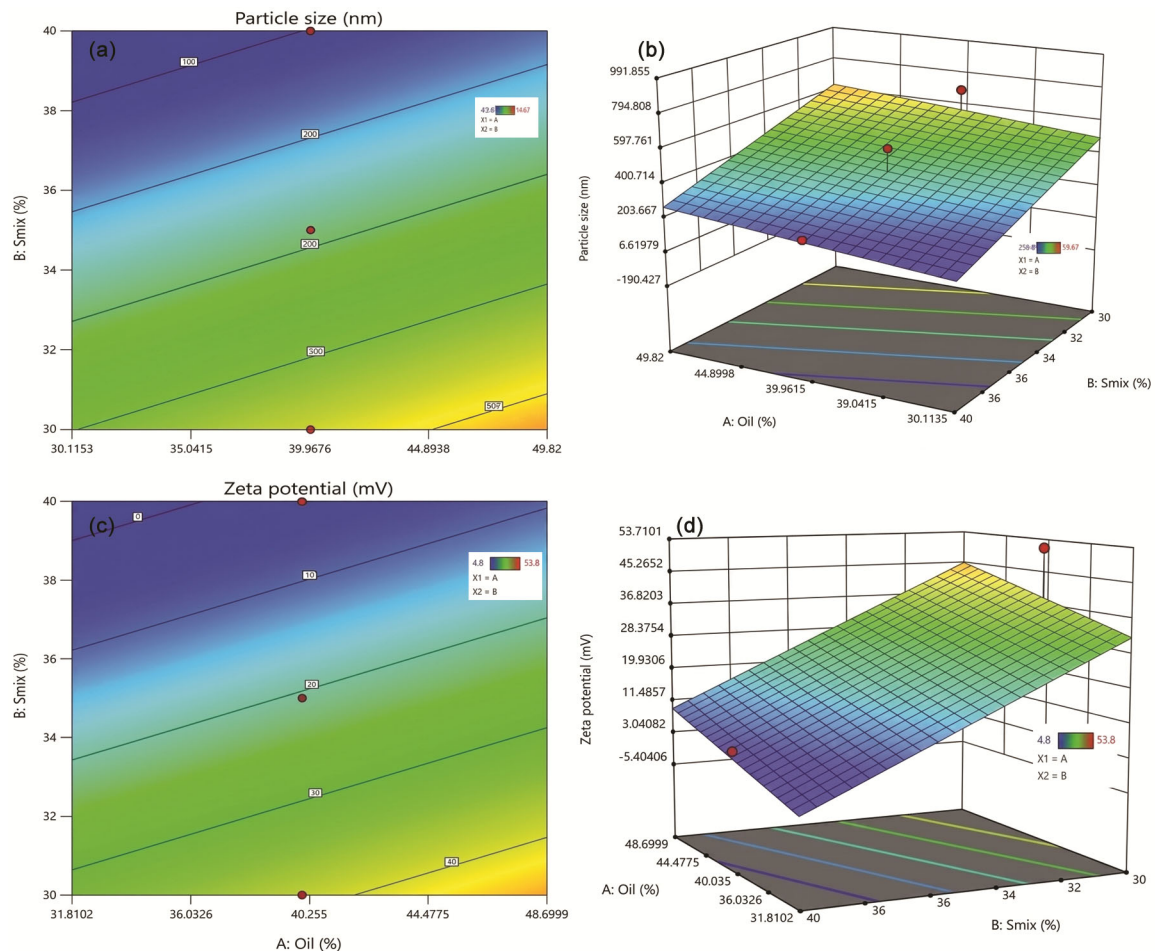 Particle size (nm)
(a)
B: Smix (%)
40
38
36
34
32
30
100
200
200
300
507
14.67
X1 = A
X2 = B
30.1153 35.0415 39.9676 44.8938 49.82
(b)
Particle size (nm)
991.855
794.808
597.761
400.714
203.667
6.61979
-190.427
59.67
X1 = A
X2 = B
49.82
44.8998
39.9615
39.0415
30.1135
A: Oil (%)
30
32
34
36
36
40
B: Smix (%)
Zeta potential (mV)
(c)
B: Smix (%)
40
38
36
34
32
30
0
10
20
30
40
4.8 53.8
X1 = A
X2 = B
31.8102 36.0326 40.255 44.4775 48.6999
A: Oil (%)
(d)
Zeta potential (mV)
53.7101
45.2652
36.8203
28.3754
19.9306
11.4857
3.04082
-5.40406
4.8 53.8
X1 = A
X2 = B
48.6999
44.4775
40.035
36.0326
31.8102
A: Oil (%)
40 36 36 34 32 30
B: Smix (%)